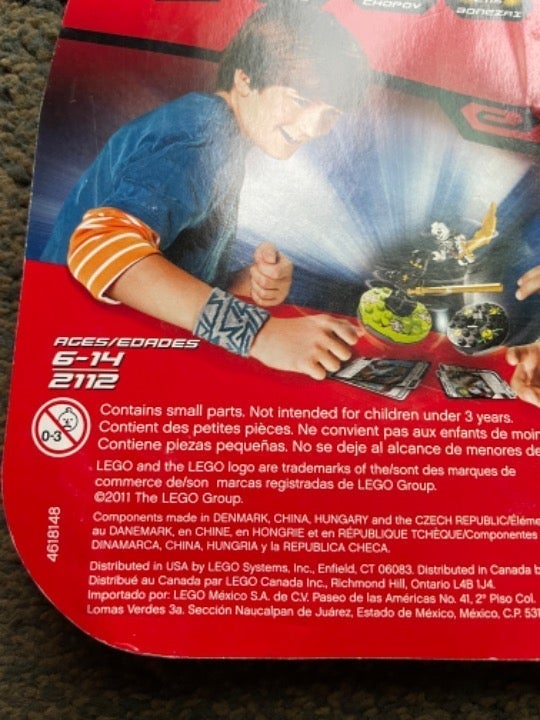 CHOPOV
BONEZAI
AGES/EDADES
6-14
2112
0-3
Contains small parts. Not intended for children under 3 years.
Contient des petites pièces. Ne convient pas aux enfants de moin
Contiene piezas pequeñas. No se deje al alcance de menores de
LEGO and the LEGO logo are trademarks of the/sont des marques de
commerce de/son marcas registradas de LEGO Group.
©2011 The LEGO Group.
Components made in DENMARK, CHINA, HUNGARY and the CZECH REPUBLIC/Éléme
au DANEMARK, en CHINE, en HONGRIE et en RÉPUBLIQUE TCHÈQUE/Componentes
DINAMARCA, CHINA, HUNGRIA y la REPUBLICA CHECA.
Distributed in USA by LEGO Systems, Inc., Enfield, CT 06083. Distributed in Canada b
Distribué au Canada par LEGO Canada Inc., Richmond Hill, Ontario L4B 1J4.
Importado por: LEGO México S.A. de C.V. Paseo de las Américas No. 41, 2° Piso Col.
Lomas Verdes 3a. Sección Naucalpan de Juárez, Estado de México, México, C.P. 531
4618148